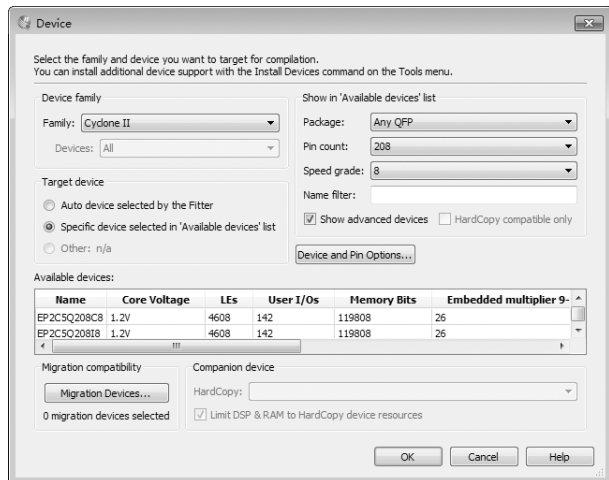 Device
Select the family and device you want to target for compilation.
You can install additional device support with the Install Devices command on the Tools menu.
Device family
Family: Cyclone II
Devices: All
Target device
Auto device selected by the Fitter
Specific device selected in 'Available devices' list
Other: n/a
Show in 'Available devices' list
Package: Any QFP
Pin count: 208
Speed grade: 8
Name filter:
Show advanced devices HardCopy compatible only
Device and Pin Options...
Available devices:
Name Core Voltage LEs User I/Os Memory Bits Embedded multiplier 9-
EP2C5Q208C8 1.2V 4608 142 119808 26
EP2C5Q208I8 1.2V 4608 142 119808 26
Migration compatibility
Migration Devices...
0 migration devices selected
Companion device
HardCopy:
Limit DSP & RAM to HardCopy device resources
OK Cancel Help